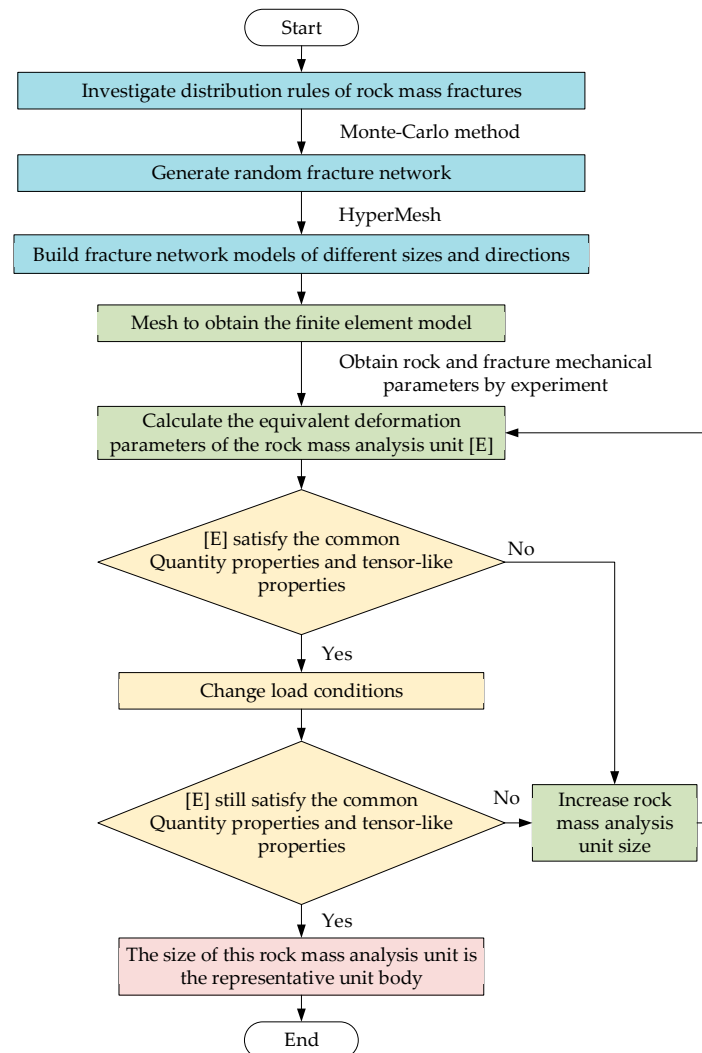 Start
Investigate distribution rules of rock mass fractures
Monte-Carlo method
Generate random fracture network
HyperMesh
Build fracture network models of different sizes and directions
Mesh to obtain the finite element model
Obtain rock and fracture mechanical
parameters by experiment
Calculate the equivalent deformation
parameters of the rock mass analysis unit [E]
[E] satisfy the common
Quantity properties and tensor-like
properties
No
Yes
Change load conditions
[E] still satisfy the common
Quantity properties and tensor-like
properties
No
Increase rock
mass analysis
unit size
Yes
The size of this rock mass analysis unit is
the representative unit body
End